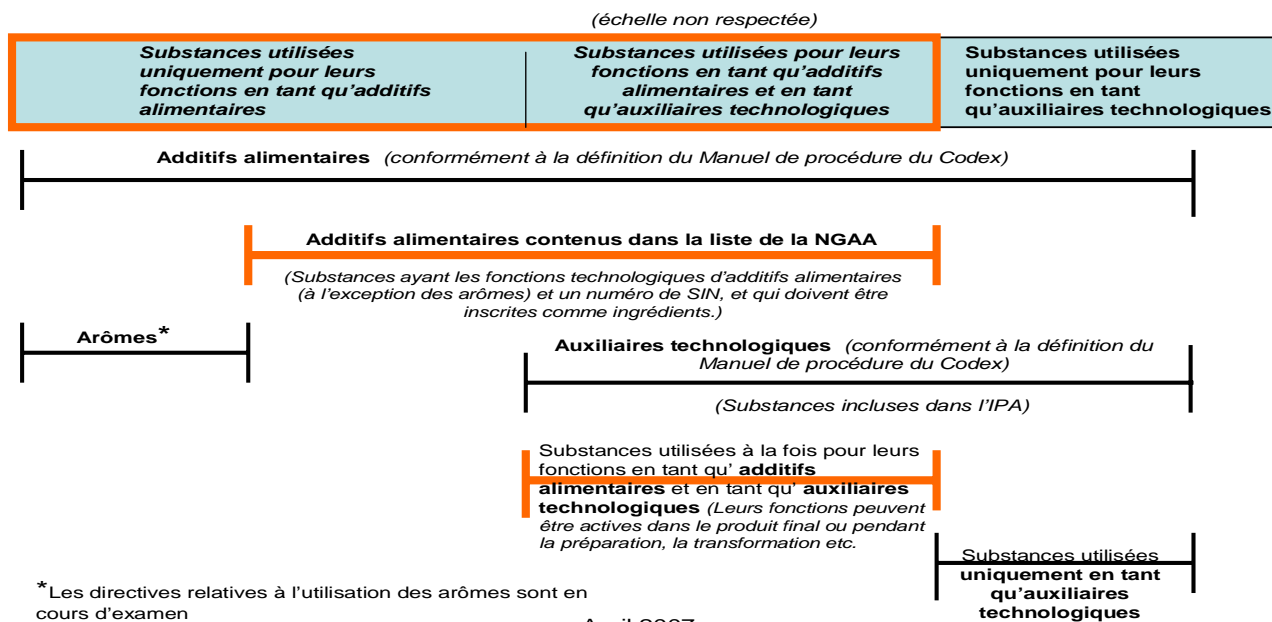 (échelle non respectée)
Substances utilisées
uniquement pour leurs
fonctions en tant qu'additifs
alimentaires
Substances utilisées pour leurs
fonctions en tant qu'additifs
alimentaires et en tant
qu'auxiliaires technologiques
Substances utilisées
uniquement pour leurs
fonctions en tant
qu'auxiliaires technologiques
Additifs alimentaires (conformément à la définition du Manuel de procédure du Codex)
Additifs alimentaires contenus dans la liste de la NGAA
(Substances ayant les fonctions technologiques d'additifs alimentaires
(à l'exception des arômes) et un numéro de SIN, et qui doivent être
inscrites comme ingrédients.)
Arômes*
Auxiliaires technologiques (conformément à la définition du
Manuel de procédure du Codex)
(Substances incluses dans l'IPA)
Substances utilisées à la fois pour leurs
fonctions en tant qu' additifs
alimentaires et en tant qu' auxiliaires
technologiques (Leurs fonctions peuvent
être actives dans le produit final ou pendant
la préparation, la transformation etc.
Substances utilisées
uniquement en tant
qu'auxiliaires
technologiques
*Les directives relatives à l'utilisation des arômes sont en
cours d'examen